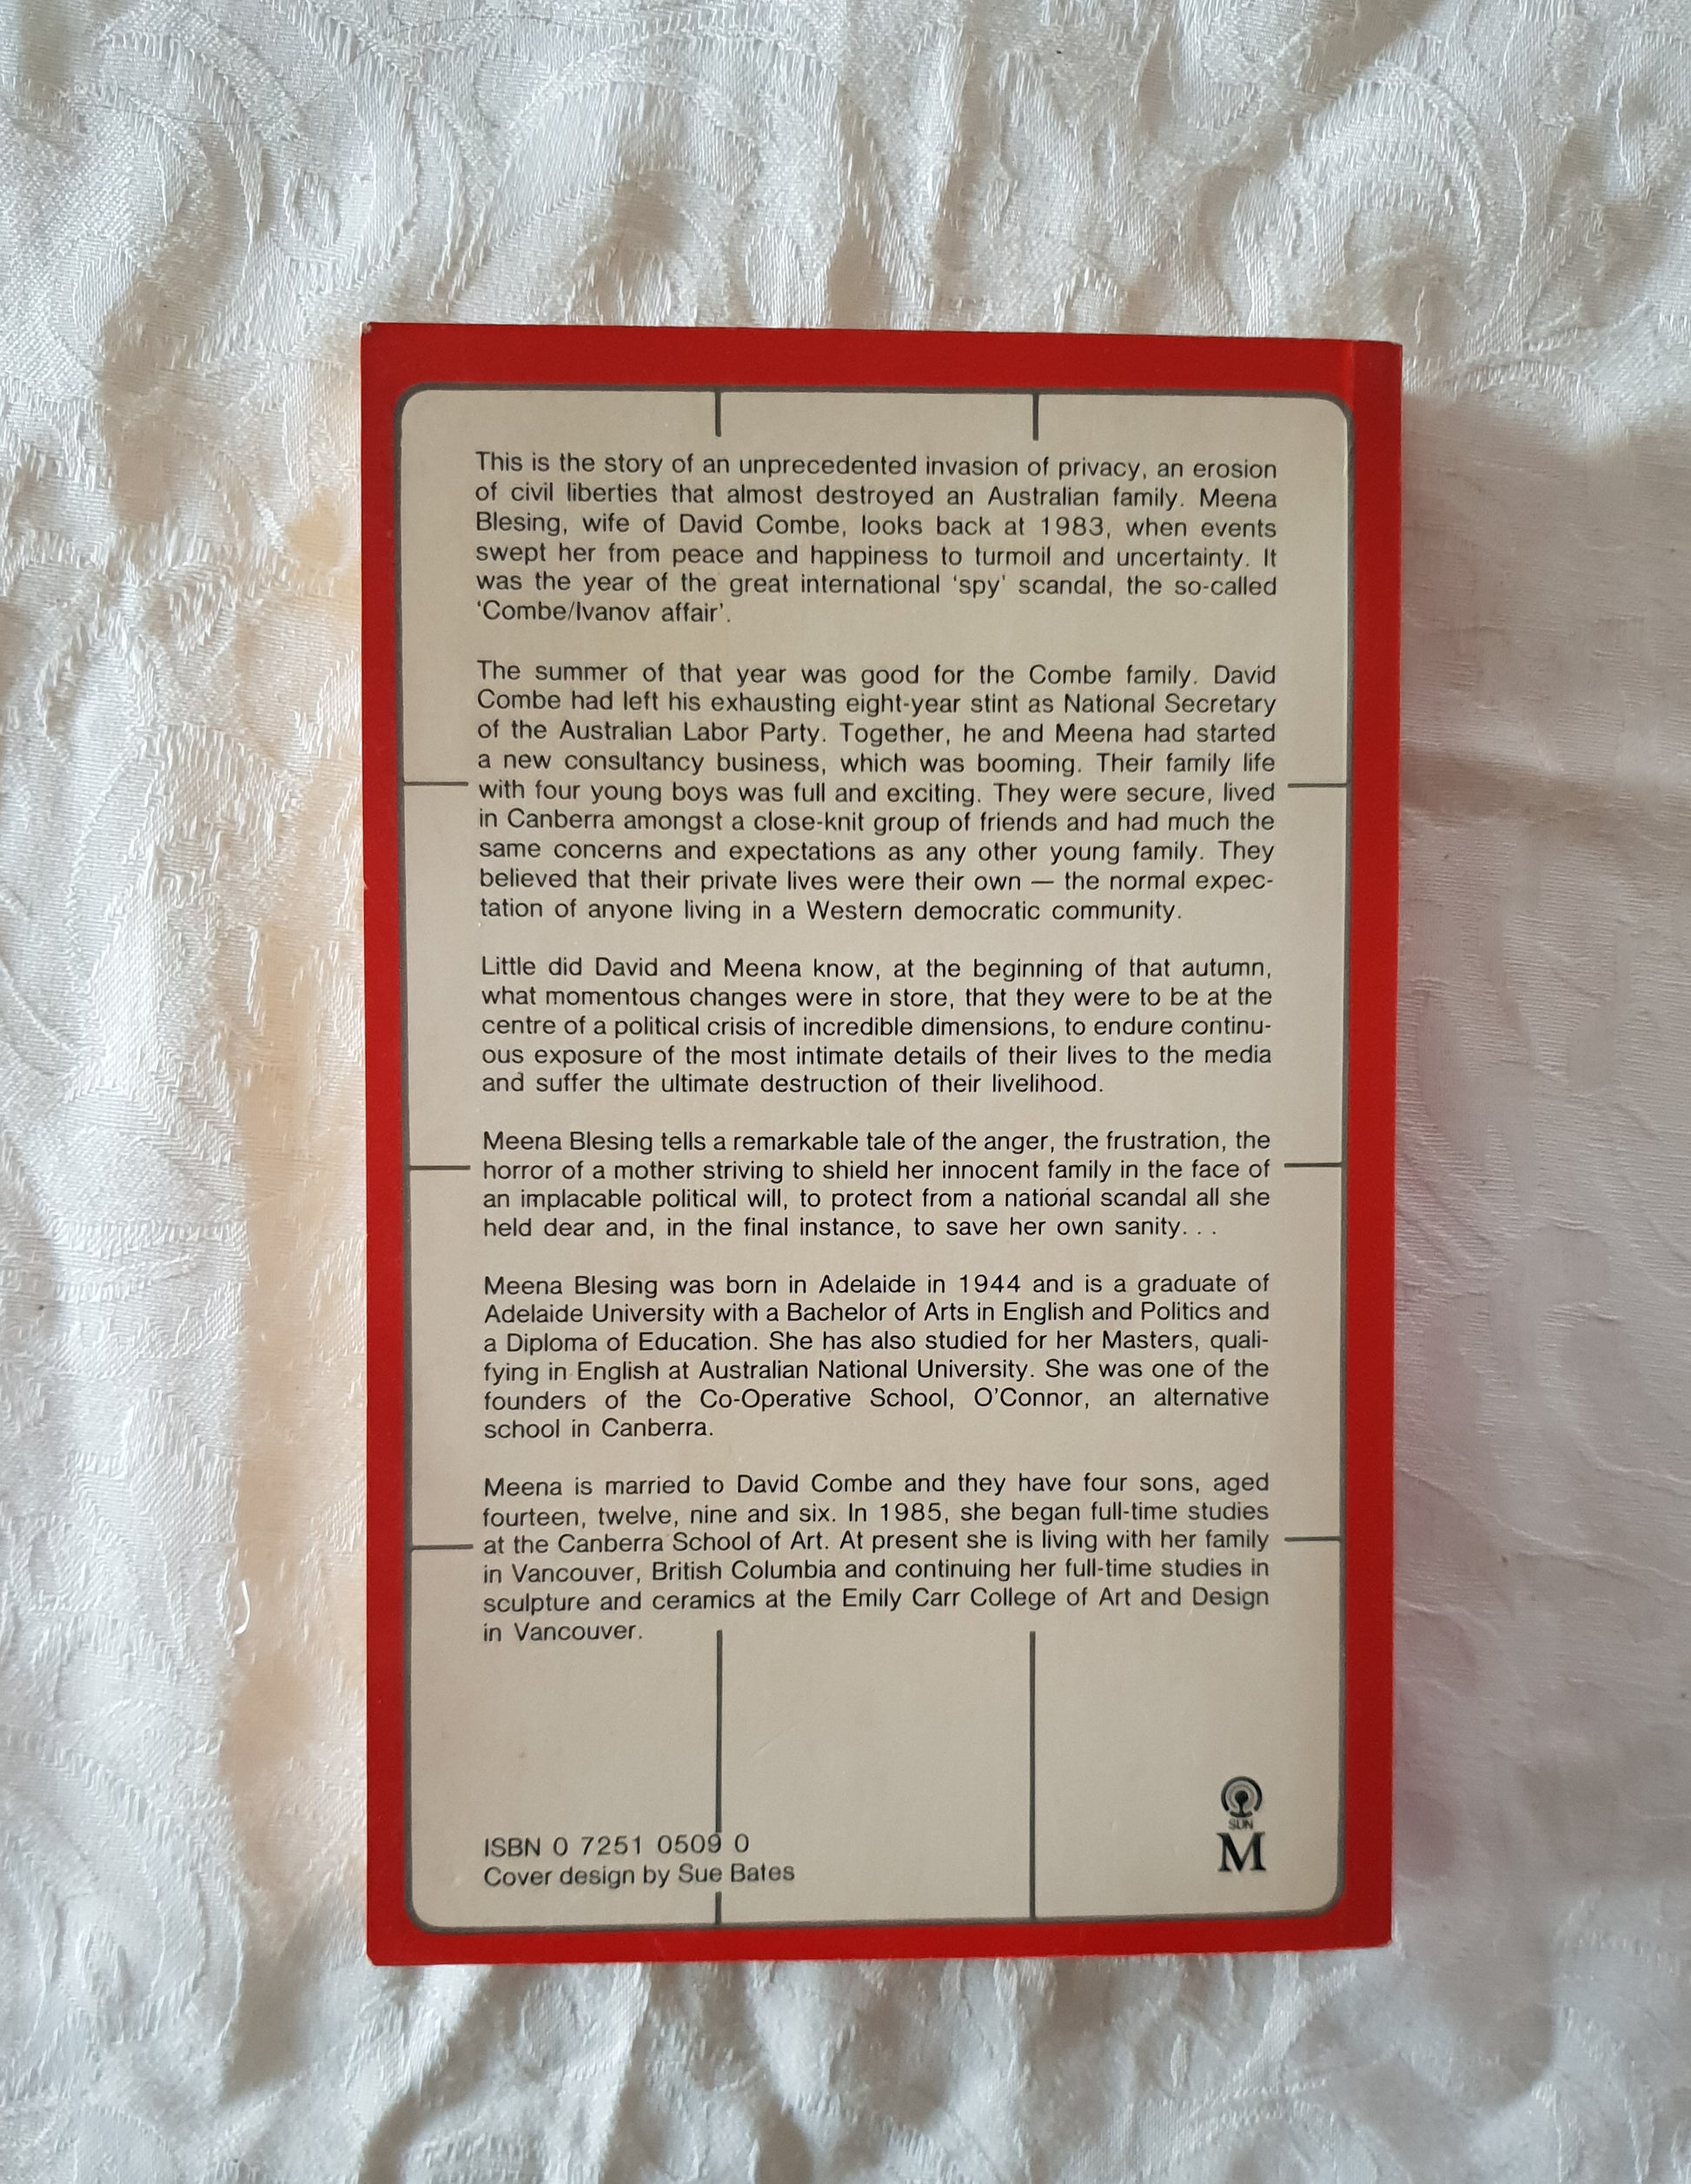 This is the story of an unprecedented invasion of privacy, an erosion
of civil liberties that almost destroyed an Australian family. Meena
Blesing, wife of David Combe, looks back at 1983, when events
swept her from peace and happiness to turmoil and uncertainty. It
was the year of the great international 'spy' scandal, the so-called
'Combe/Ivanov affair'.
The summer of that year was good for the Combe family. David
Combe had left his exhausting eight-year stint as National Secretary
of the Australian Labor Party. Together, he and Meena had started
a new consultancy business, which was booming. Their family life
with four young boys was full and exciting. They were secure, lived
in Canberra amongst a close-knit group of friends and had much the
same concerns and expectations as any other young family. They
believed that their private lives were their own — the normal expec-
tation of anyone living in a Western democratic community.
Little did David and Meena know, at the beginning of that autumn,
what momentous changes were in store, that they were to be at the
centre of a political crisis of incredible dimensions, to endure continu-
ous exposure of the most intimate details of their lives to the media
and suffer the ultimate destruction of their livelihood.
Meena Blesing tells a remarkable tale of the anger, the frustration, the
horror of a mother striving to shield her innocent family in the face of
an implacable political will, to protect from a national scandal all she
held dear and, in the final instance, to save her own sanity. . .
Meena Blesing was born in Adelaide in 1944 and is a graduate of
Adelaide University with a Bachelor of Arts in English and Politics and
a Diploma of Education. She has also studied for her Masters, quali-
fying in English at Australian National University. She was one of the
founders of the Co-Operative School, O'Connor, an alternative
school in Canberra.
Meena is married to David Combe and they have four sons, aged
fourteen, twelve, nine and six. In 1985, she began full-time studies
at the Canberra School of Art. At present she is living with her family
in Vancouver, British Columbia and continuing her full-time studies in
sculpture and ceramics at the Emily Carr College of Art and Design
in Vancouver.
ISBN 0 7251 0509 0
Cover design by Sue Bates
SUN
M